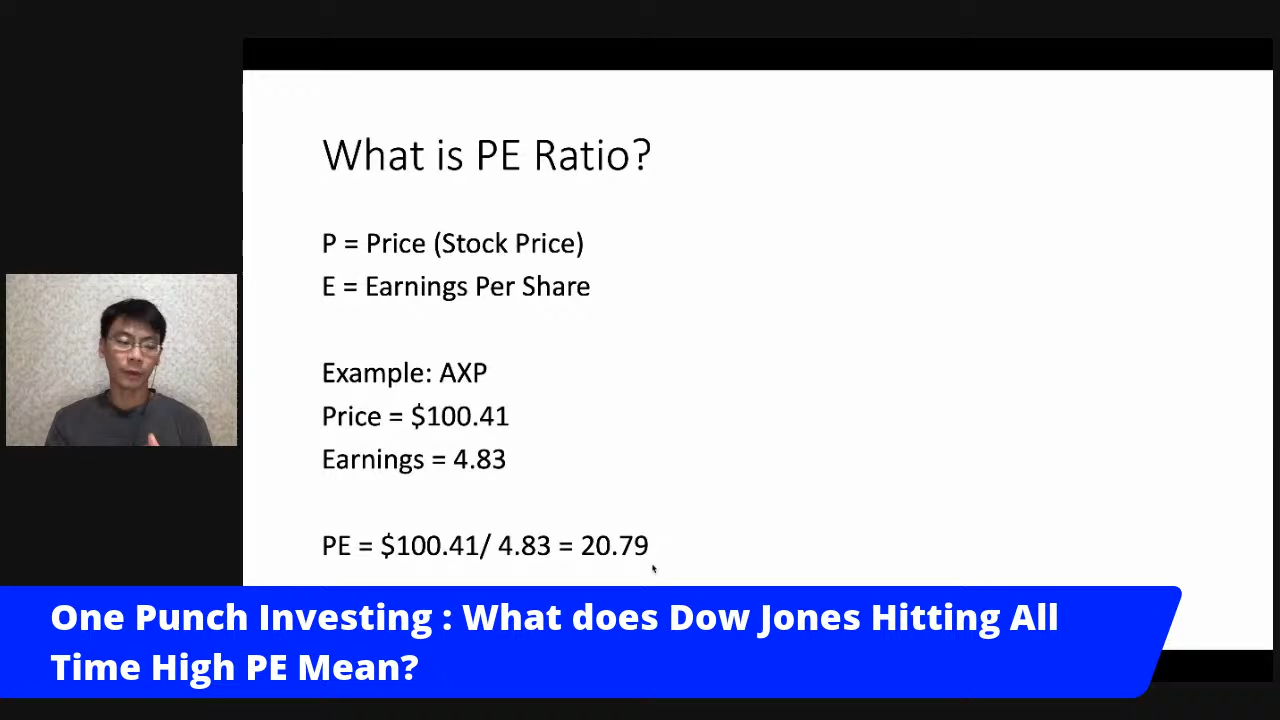 What is PE Ratio?
P = Price (Stock Price)
E = Earnings Per Share
Example: AXP
Price = $100.41
Earnings = 4.83
PE = $100.41/ 4.83 = 20.79
One Punch Investing : What does Dow Jones Hitting All
Time High PE Mean?